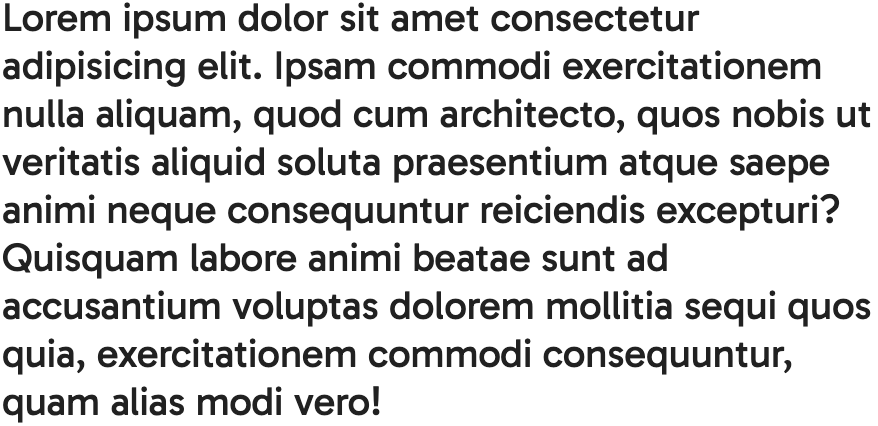 Lorem ipsum dolor sit amet consectetur
adipisicing elit. Ipsam commodi exercitationem
nulla aliquam, quod cum architecto, quos nobis ut
veritatis aliquid soluta praesentium atque saepe
animi neque consequuntur reiciendis excepturi?
Quisquam labore animi beatae sunt ad
accusantium voluptas dolorem mollitia sequi quos
quia, exercitationem commodi consequuntur,
quam alias modi vero!